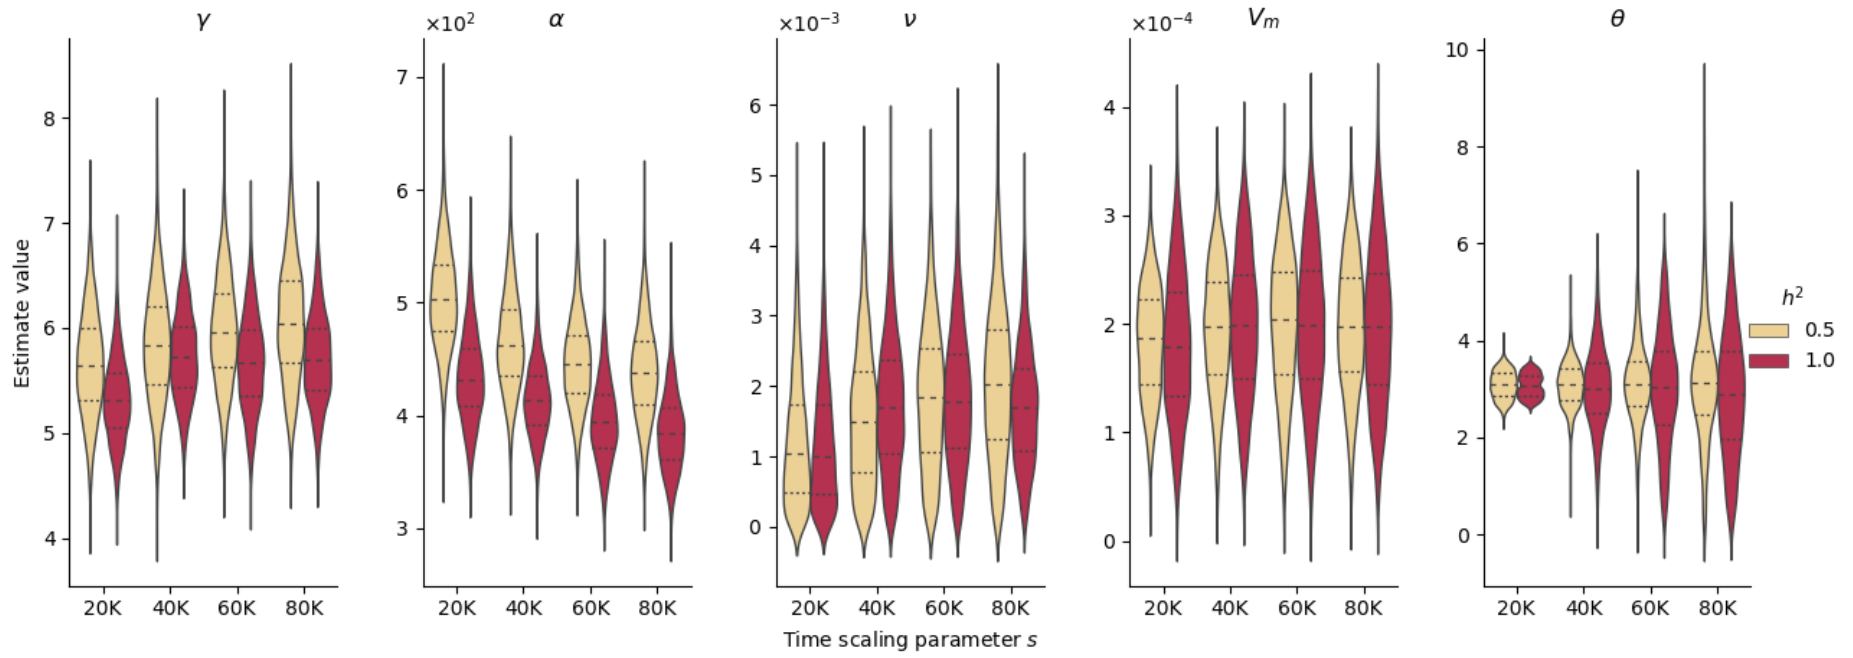 γ
×10² α
×10⁻³ ν
×10⁻⁴ Vₘ
θ
Estimate value
8
7
6
5
4
20K 40K 60K 80K
7
6
5
4
3
20K 40K 60K 80K
6
5
4
3
2
1
0
20K 40K 60K 80K
4
3
2
1
0
20K 40K 60K 80K
10
8
6
4
2
0
20K 40K 60K 80K
h²
0.5
1.0
Time scaling parameter s